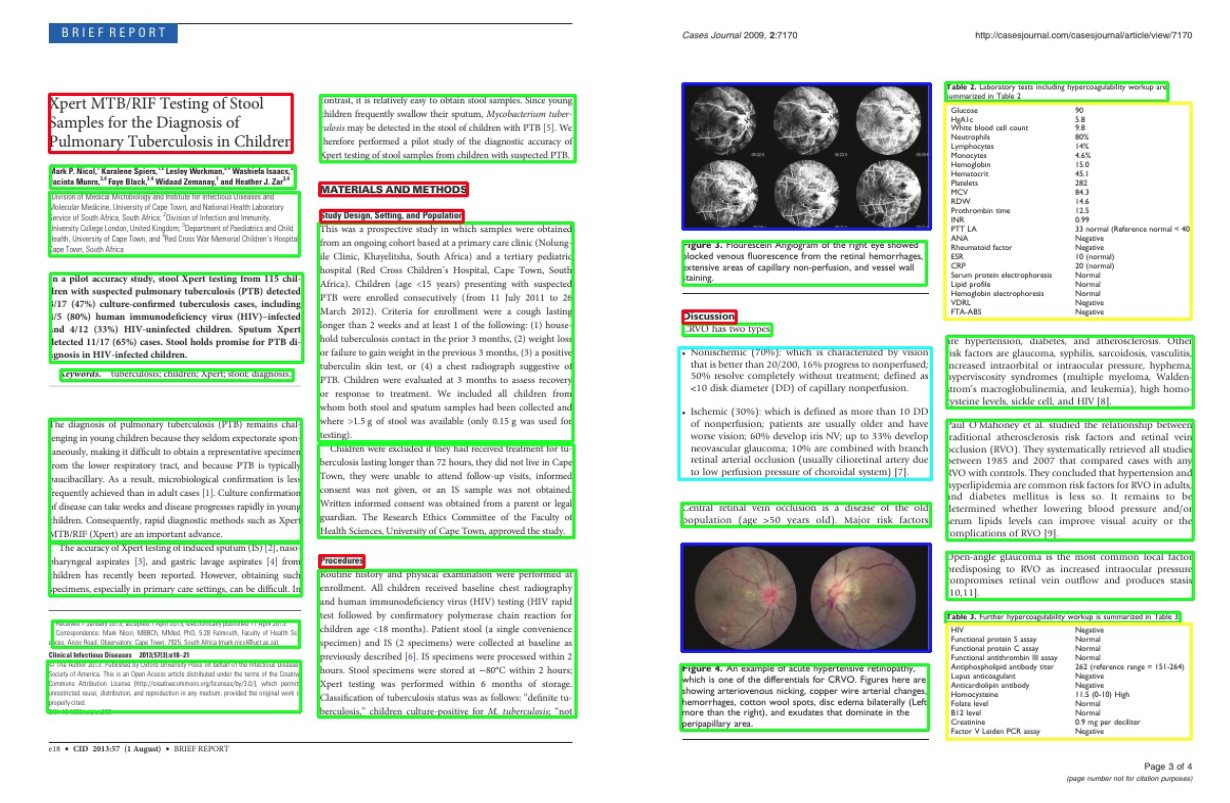 BRIEF REPORT
Xpert MTB/RIF Testing of Stool
Samples for the Diagnosis of
Pulmonary Tuberculosis in Children
Mark P. Nicol, Karalene Spiers, Lesley Workman, Washiefa Isaacs,
Jacinta Munro, Faye Black, Widaad Zemanay, and Heather J. Zar
Division of Medical Microbiology and Institute for Infectious Diseases and
Molecular Medicine, University of Cape Town, and National Health Laboratory
Service of South Africa, South Africa; ²Division of Infection and Immunity,
University College London, United Kingdom; ³Department of Paediatrics and Child
Health, University of Cape Town, and ⁴Red Cross War Memorial Children's Hospital
Cape Town, South Africa
In a pilot accuracy study, stool Xpert testing from 115 chil-
dren with suspected pulmonary tuberculosis (PTB) detected
8/17 (47%) culture-confirmed tuberculosis cases, including
4/5 (80%) human immunodeficiency virus (HIV)–infected
and 4/12 (33%) HIV-uninfected children. Sputum Xpert
detected 11/17 (65%) cases. Stool holds promise for PTB di-
agnosis in HIV-infected children.
Keywords. tuberculosis; children; Xpert; stool; diagnosis.
The diagnosis of pulmonary tuberculosis (PTB) remains chal-
lenging in young children because they seldom expectorate spon-
taneously, making it difficult to obtain a representative specimen
from the lower respiratory tract, and because PTB is typically
paucibacillary. As a result, microbiological confirmation is less
frequently achieved than in adult cases [1]. Culture confirmation
of disease can take weeks and disease progresses rapidly in young
children. Consequently, rapid diagnostic methods such as Xpert
MTB/RIF (Xpert) are an important advance.
The accuracy of Xpert testing of induced sputum (IS) [2], naso-
pharyngeal aspirates [3], and gastric lavage aspirates [4] from
children has recently been reported. However, obtaining such
specimens, especially in primary care settings, can be difficult. In
Received 7 January 2013; accepted 1 April 2013; electronically published 11 April 2013.
Correspondence: Mark Nicol, MBBCh, MMed, PhD, 5.28 Falmouth, Faculty of Health Sci-
ences, Anzio Road, Observatory, Cape Town, 7925, South Africa (mark.nicol@uct.ac.za).
Clinical Infectious Diseases 2013;57(3):e18–21
© The Author 2013. Published by Oxford University Press on behalf of the Infectious Diseases
Society of America. This is an Open Access article distributed under the terms of the Creative
Commons Attribution License (http://creativecommons.org/licenses/by/3.0/), which permits
unrestricted reuse, distribution, and reproduction in any medium, provided the original work is
properly cited.
contrast, it is relatively easy to obtain stool samples. Since young
children frequently swallow their sputum, Mycobacterium tuber-
culosis may be detected in the stool of children with PTB [5]. We
therefore performed a pilot study of the diagnostic accuracy of
Xpert testing of stool samples from children with suspected PTB.
MATERIALS AND METHODS
Study Design, Setting, and Population
This was a prospective study in which samples were obtained
from an ongoing cohort based at a primary care clinic (Nolung-
ile Clinic, Khayelitsha, South Africa) and a tertiary pediatric
hospital (Red Cross Children's Hospital, Cape Town, South
Africa). Children (age <15 years) presenting with suspected
PTB were enrolled consecutively (from 11 July 2011 to 26
March 2012). Criteria for enrollment were a cough lasting
longer than 2 weeks and at least 1 of the following: (1) house-
hold tuberculosis contact in the prior 3 months, (2) weight loss
or failure to gain weight in the previous 3 months, (3) a positive
tuberculin skin test, or (4) a chest radiograph suggestive of
PTB. Children were evaluated at 3 months to assess recovery
or response to treatment. We included all children from
whom both stool and sputum samples had been collected and
where >1.5 g of stool was available (only 0.15 g was used for
testing).
Children were excluded if they had received treatment for tu-
berculosis lasting longer than 72 hours, they did not live in Cape
Town, they were unable to attend follow-up visits, informed
consent was not given, or an IS sample was not obtained.
Written informed consent was obtained from a parent or legal
guardian. The Research Ethics Committee of the Faculty of
Health Sciences, University of Cape Town, approved the study.
Procedures
Routine history and physical examination were performed at
enrollment. All children received baseline chest radiography
and human immunodeficiency virus (HIV) testing (HIV rapid
test followed by confirmatory polymerase chain reaction for
children age <18 months). Patient stool (a single convenience
specimen) and IS (2 specimens) were collected at baseline as
previously described [6]. IS specimens were processed within 2
hours. Stool specimens were stored at −80°C within 2 hours;
Xpert testing was performed within 6 months of storage.
Classification of tuberculosis status was as follows: "definite tu-
berculosis," children culture-positive for M. tuberculosis; "not
e18 • CID 2013:57 (1 August) • BRIEF REPORT
Cases Journal 2009, 2:7170
http://casesjournal.com/casesjournal/article/view/7170
Figure 3. Flourescein Angiogram of the right eye showed
blocked venous fluorescence from the retinal hemorrhages,
extensive areas of capillary non-perfusion, and vessel wall
staining.
Discussion
CRVO has two types
• Nonischemic (70%): which is characterized by vision
that is better than 20/200, 16% progress to nonperfused;
50% resolve completely without treatment; defined as
<10 disk diameter (DD) of capillary nonperfusion.
• Ischemic (30%): which is defined as more than 10 DD
of nonperfusion; patients are usually older and have
worse vision; 60% develop iris NV; up to 33% develop
neovascular glaucoma; 10% are combined with branch
retinal arterial occlusion (usually cilioretinal artery due
to low perfusion pressure of choroidal system) [7].
Central retinal vein occlusion is a disease of the old
population (age >50 years old). Major risk factors
Figure 4. An example of acute hypertensive retinopathy,
which is one of the differentials for CRVO. Figures here are
showing arteriovenous nicking, copper wire arterial changes,
hemorrhages, cotton wool spots, disc edema bilaterally (Left
more than the right), and exudates that dominate in the
peripapillary area.
Table 2. Laboratory tests including hypercoagulability workup are
summarized in Table 2
Glucose 90
HgA1c 5.8
White blood cell count 9.8
Neutrophils 80%
Lymphocytes 14%
Monocytes 4.6%
Hemoglobin 15.0
Hematocrit 45.1
Platelets 282
MCV 84.3
RDW 14.6
Prothrombin time 12.5
INR 0.99
PTT LA 33 normal (Reference normal < 40
ANA Negative
Rheumatoid factor Negative
ESR 10 (normal)
CRP 20 (normal)
Serum protein electrophoresis Normal
Lipid profile Normal
Hemoglobin electrophoresis Normal
VDRL Negative
FTA-ABS Negative
are hypertension, diabetes, and atherosclerosis. Other
risk factors are glaucoma, syphilis, sarcoidosis, vasculitis,
increased intraorbital or intraocular pressure, hyphema,
hyperviscosity syndromes (multiple myeloma, Walden-
strom's macroglobulinemia, and leukemia), high homo-
cysteine levels, sickle cell, and HIV [8].
Paul O'Mahoney et al. studied the relationship between
traditional atherosclerosis risk factors and retinal vein
occlusion (RVO). They systematically retrieved all studies
between 1985 and 2007 that compared cases with any
RVO with controls. They concluded that hypertension and
hyperlipidemia are common risk factors for RVO in adults,
and diabetes mellitus is less so. It remains to be
determined whether lowering blood pressure and/or
serum lipids levels can improve visual acuity or the
complications of RVO [9].
Open-angle glaucoma is the most common local factor
predisposing to RVO as increased intraocular pressure
compromises retinal vein outflow and produces stasis
[10,11].
Table 3. Further hypercoagulability workup is summarized in Table 3
HIV Negative
Functional protein S assay Normal
Functional protein C assay Normal
Functional antithrombin III assay Normal
Antiphospholipid antibody titer 262 (reference range = 151-264)
Lupus anticoagulant Negative
Anticardiolipin antibody Negative
Homocysteine 11.5 (0-10) High
Folate level Normal
B12 level Normal
Creatinine 0.9 mg per deciliter
Factor V Leiden PCR assay Negative
Page 3 of 4
(page number not for citation purposes)